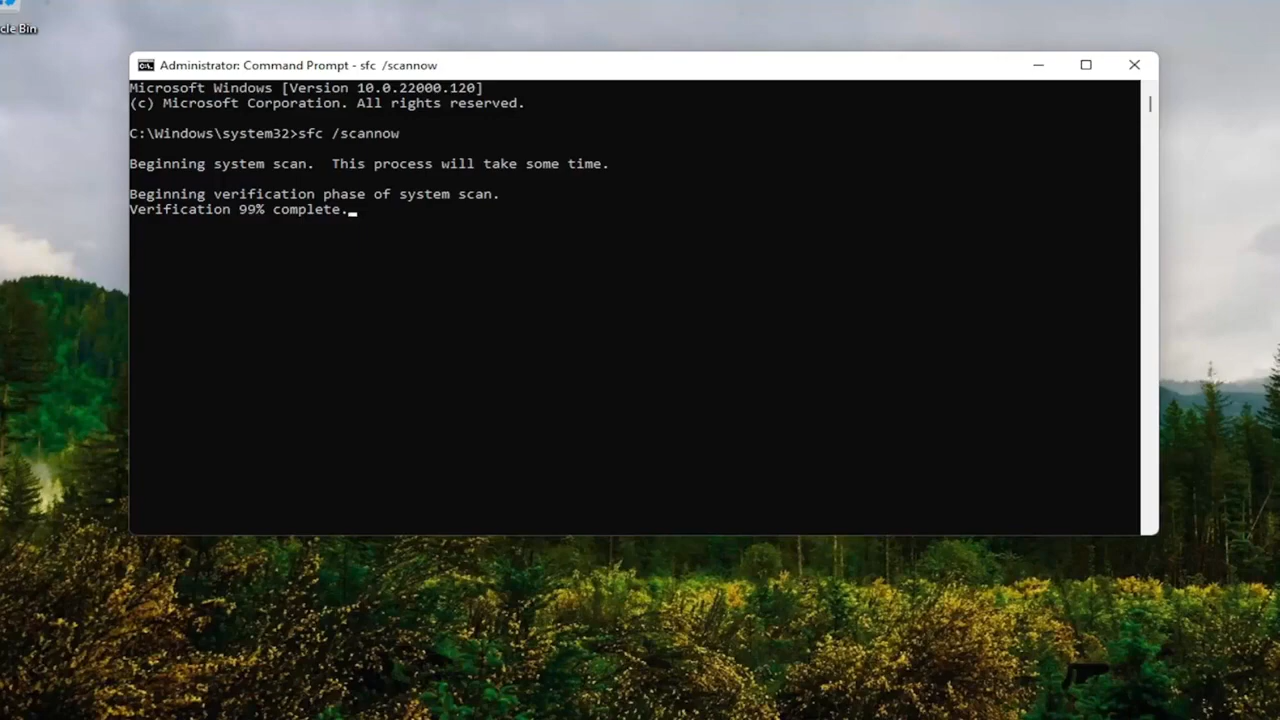 cle Bin
Administrator: Command Prompt - sfc  /scannow
Microsoft Windows [Version 10.0.22000.120]
(c) Microsoft Corporation. All rights reserved.
C:\Windows\system32>sfc /scannow
Beginning system scan.  This process will take some time.
Beginning verification phase of system scan.
Verification 99% complete.